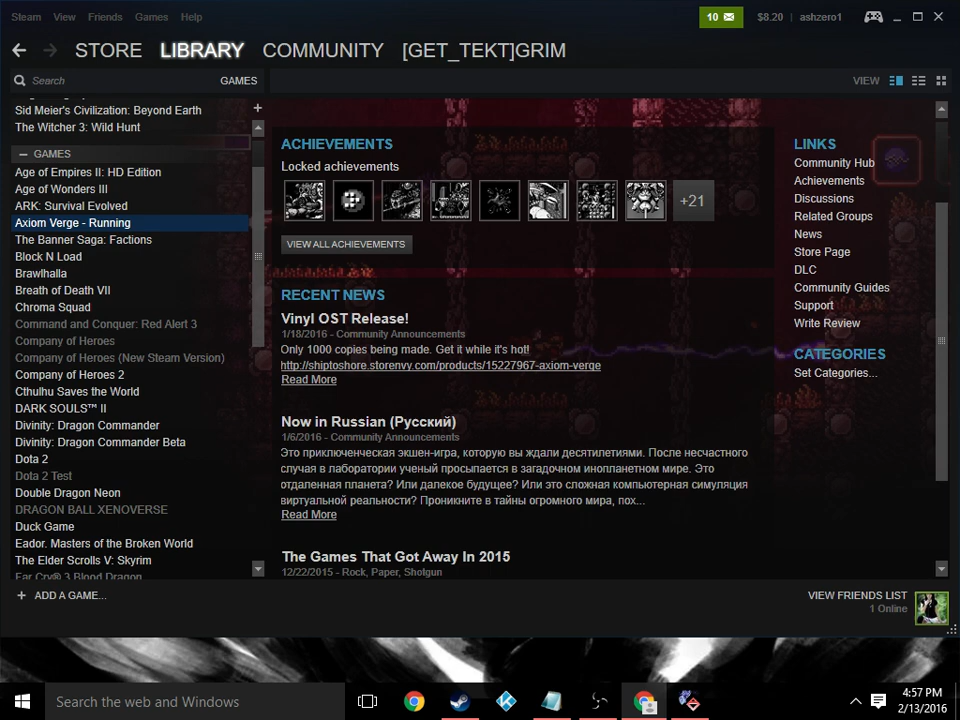 Steam View Friends Games Help
10 $8.20 | ashzero1
STORE LIBRARY COMMUNITY [GET_TEKT]GRIM
Search GAMES
VIEW
Sid Meier's Civilization: Beyond Earth
The Witcher 3: Wild Hunt
GAMES
Age of Empires II: HD Edition
Age of Wonders III
ARK: Survival Evolved
Axiom Verge - Running
The Banner Saga: Factions
Block N Load
Brawlhalla
Breath of Death VII
Chroma Squad
Command and Conquer: Red Alert 3
Company of Heroes
Company of Heroes (New Steam Version)
Company of Heroes 2
Cthulhu Saves the World
DARK SOULS™ II
Divinity: Dragon Commander
Divinity: Dragon Commander Beta
Dota 2
Dota 2 Test
Double Dragon Neon
DRAGON BALL XENOVERSE
Duck Game
Eador. Masters of the Broken World
The Elder Scrolls V: Skyrim
Far Cry® 3 Blood Dragon
+ ADD A GAME...
ACHIEVEMENTS
Locked achievements
+21
VIEW ALL ACHIEVEMENTS
RECENT NEWS
Vinyl OST Release!
1/18/2016 - Community Announcements
Only 1000 copies being made. Get it while it's hot!
http://shiptoshore.storenvy.com/products/15227967-axiom-verge
Read More
Now in Russian (Русский)
1/6/2016 - Community Announcements
Это приключенческая экшен-игра, которую вы ждали десятилетиями. После несчастного
случая в лаборатории ученый просыпается в загадочном инопланетном мире. Это
отдаленная планета? Или далекое будущее? Или это сложная компьютерная симуляция
виртуальной реальности? Проникните в тайны огромного мира, пох...
Read More
The Games That Got Away In 2015
12/22/2015 - Rock, Paper, Shotgun
LINKS
Community Hub
Achievements
Discussions
Related Groups
News
Store Page
DLC
Community Guides
Support
Write Review
CATEGORIES
Set Categories...
VIEW FRIENDS LIST
1 Online
Search the web and Windows
4:57 PM
2/13/2016